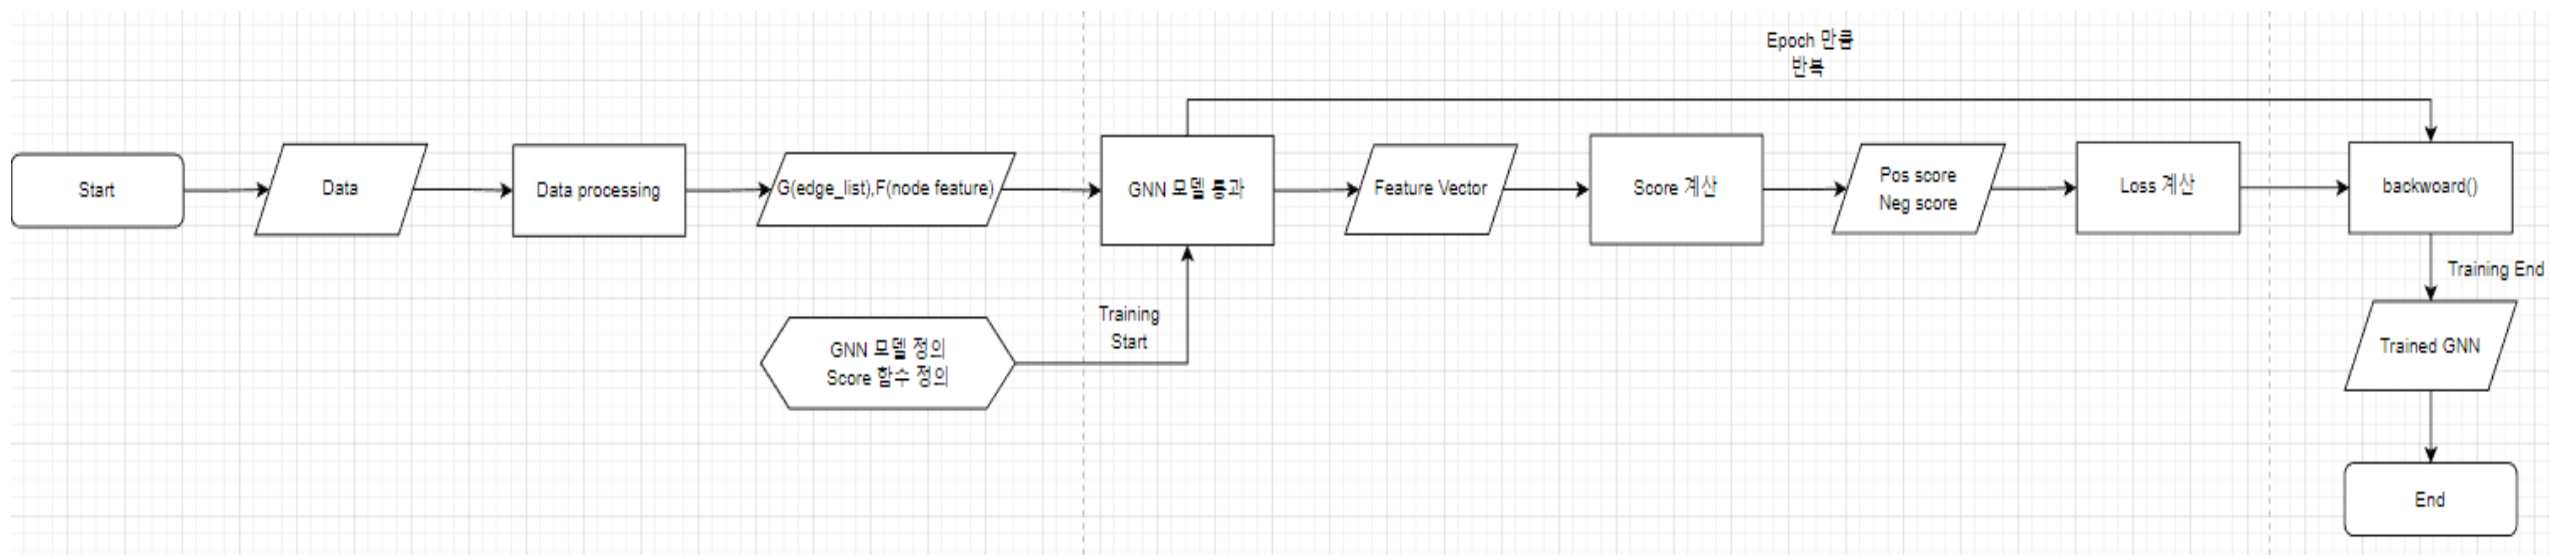 Epoch 만큼
반복
Start
Data
Data processing
G(edge_list),F(node feature)
GNN 모델 통과
Feature Vector
Score 계산
Pos score
Neg score
Loss 계산
backwoard()
Training End
Training
Start
GNN 모델 정의
Score 함수 정의
Trained GNN
End